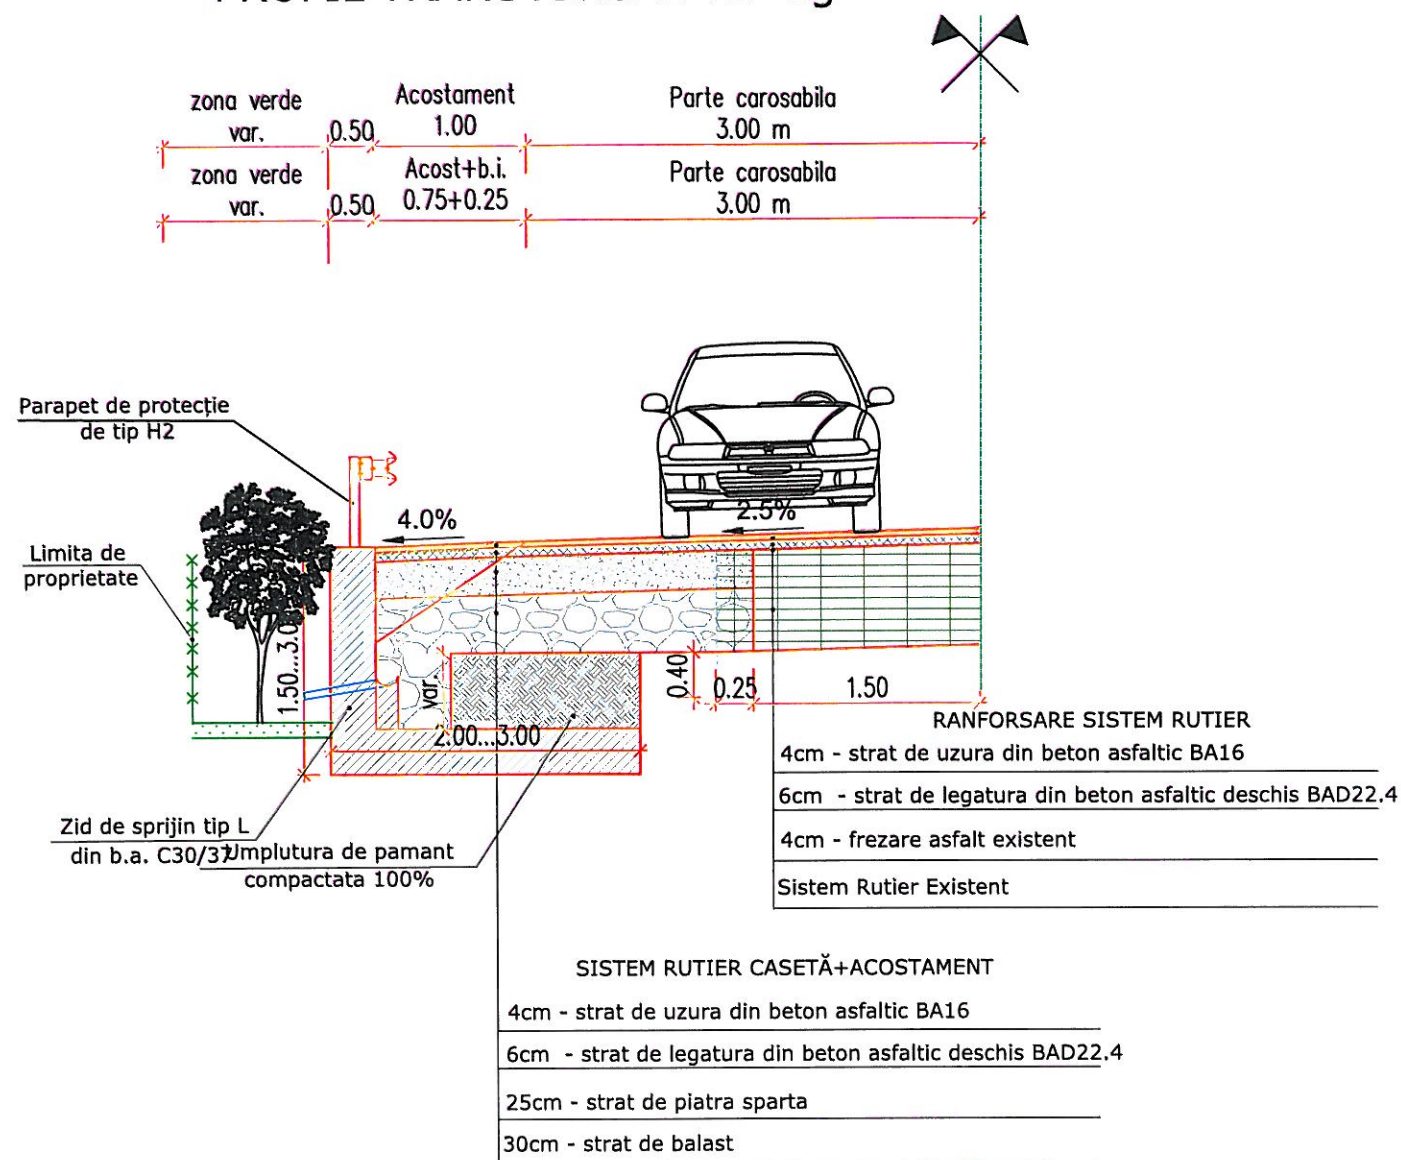 zona verde
var.
0.50
Acostament
1.00
Parte carosabila
3.00 m
zona verde
var.
0.50
Acost+b.i.
0.75+0.25
Parte carosabila
3.00 m
Parapet de protecție
de tip H2
4.0%
2.5%
Limita de
proprietate
var.
0.40
0.25
1.50
2.00...3.00
RANFORSARE SISTEM RUTIER
4cm - strat de uzura din beton asfaltic BA16
6cm - strat de legatura din beton asfaltic deschis BAD22.4
4cm - frezare asfalt existent
Sistem Rutier Existent
Zid de sprijin tip L
din b.a. C30/37
Umplutura de pamant
compactata 100%
SISTEM RUTIER CASETĂ+ACOSTAMENT
4cm - strat de uzura din beton asfaltic BA16
6cm - strat de legatura din beton asfaltic deschis BAD22.4
25cm - strat de piatra sparta
30cm - strat de balast